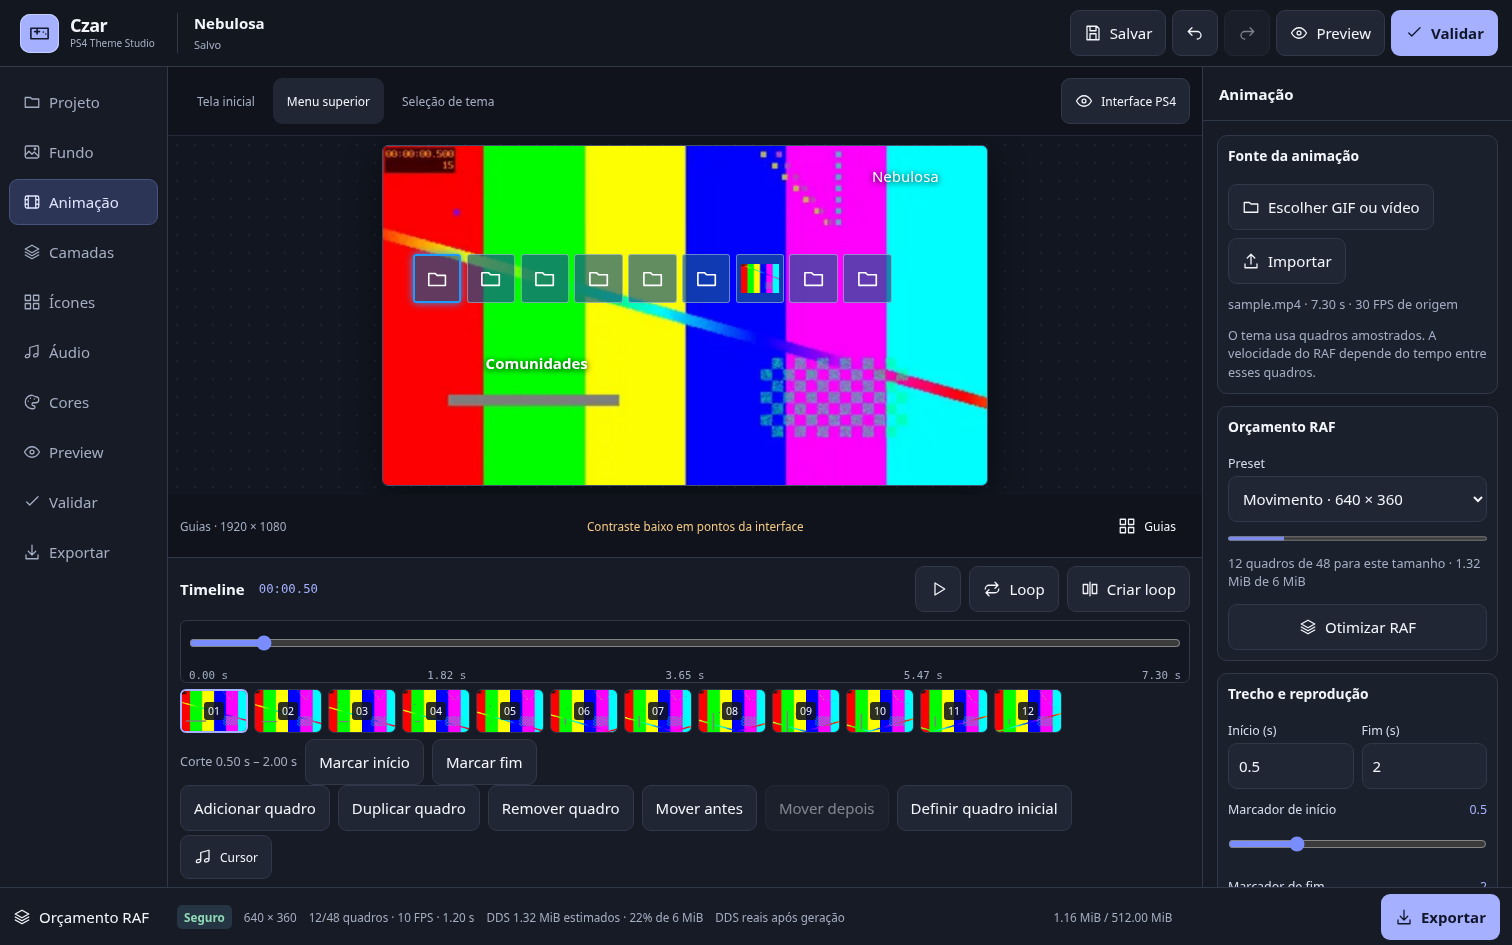 Czar
PS4 Theme Studio
Nebulosa
Salvo
Salvar
Preview
Validar
Projeto
Fundo
Animação
Camadas
Ícones
Áudio
Cores
Preview
Validar
Exportar
Tela inicial
Menu superior
Seleção de tema
Interface PS4
00:00:00.500
15
Nebulosa
Comunidades
Guias · 1920 × 1080
Contraste baixo em pontos da interface
Guias
Timeline
00:00.50
Loop
Criar loop
0.00 s
1.82 s
3.65 s
5.47 s
7.30 s
01
02
03
04
05
06
07
08
09
10
11
12
Corte 0.50 s – 2.00 s
Marcar início
Marcar fim
Adicionar quadro
Duplicar quadro
Remover quadro
Mover antes
Mover depois
Definir quadro inicial
Cursor
Animação
Fonte da animação
Escolher GIF ou vídeo
Importar
sample.mp4 · 7.30 s · 30 FPS de origem
O tema usa quadros amostrados. A
velocidade do RAF depende do tempo entre
esses quadros.
Orçamento RAF
Preset
Movimento · 640 × 360
12 quadros de 48 para este tamanho · 1.32
MiB de 6 MiB
Otimizar RAF
Trecho e reprodução
Início (s)
Fim (s)
0.5
2
Marcador de início
0.5
Marcador de fim
2
Orçamento RAF
Seguro
640 × 360
12/48 quadros · 10 FPS · 1.20 s
DDS 1.32 MiB estimados · 22% de 6 MiB
DDS reais após geração
1.16 MiB / 512.00 MiB
Exportar